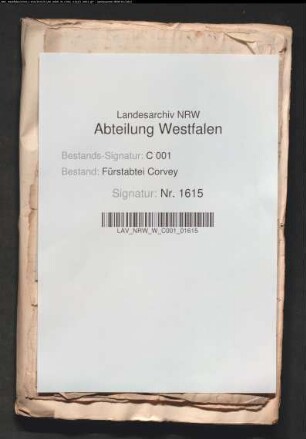 Landesarchiv NRW
Abteilung Westfalen
Bestands-Signatur: C 001
Bestand: Fürstabtei Corvey
Signatur: Nr. 1615
LAV_NRW_W_C001_01615